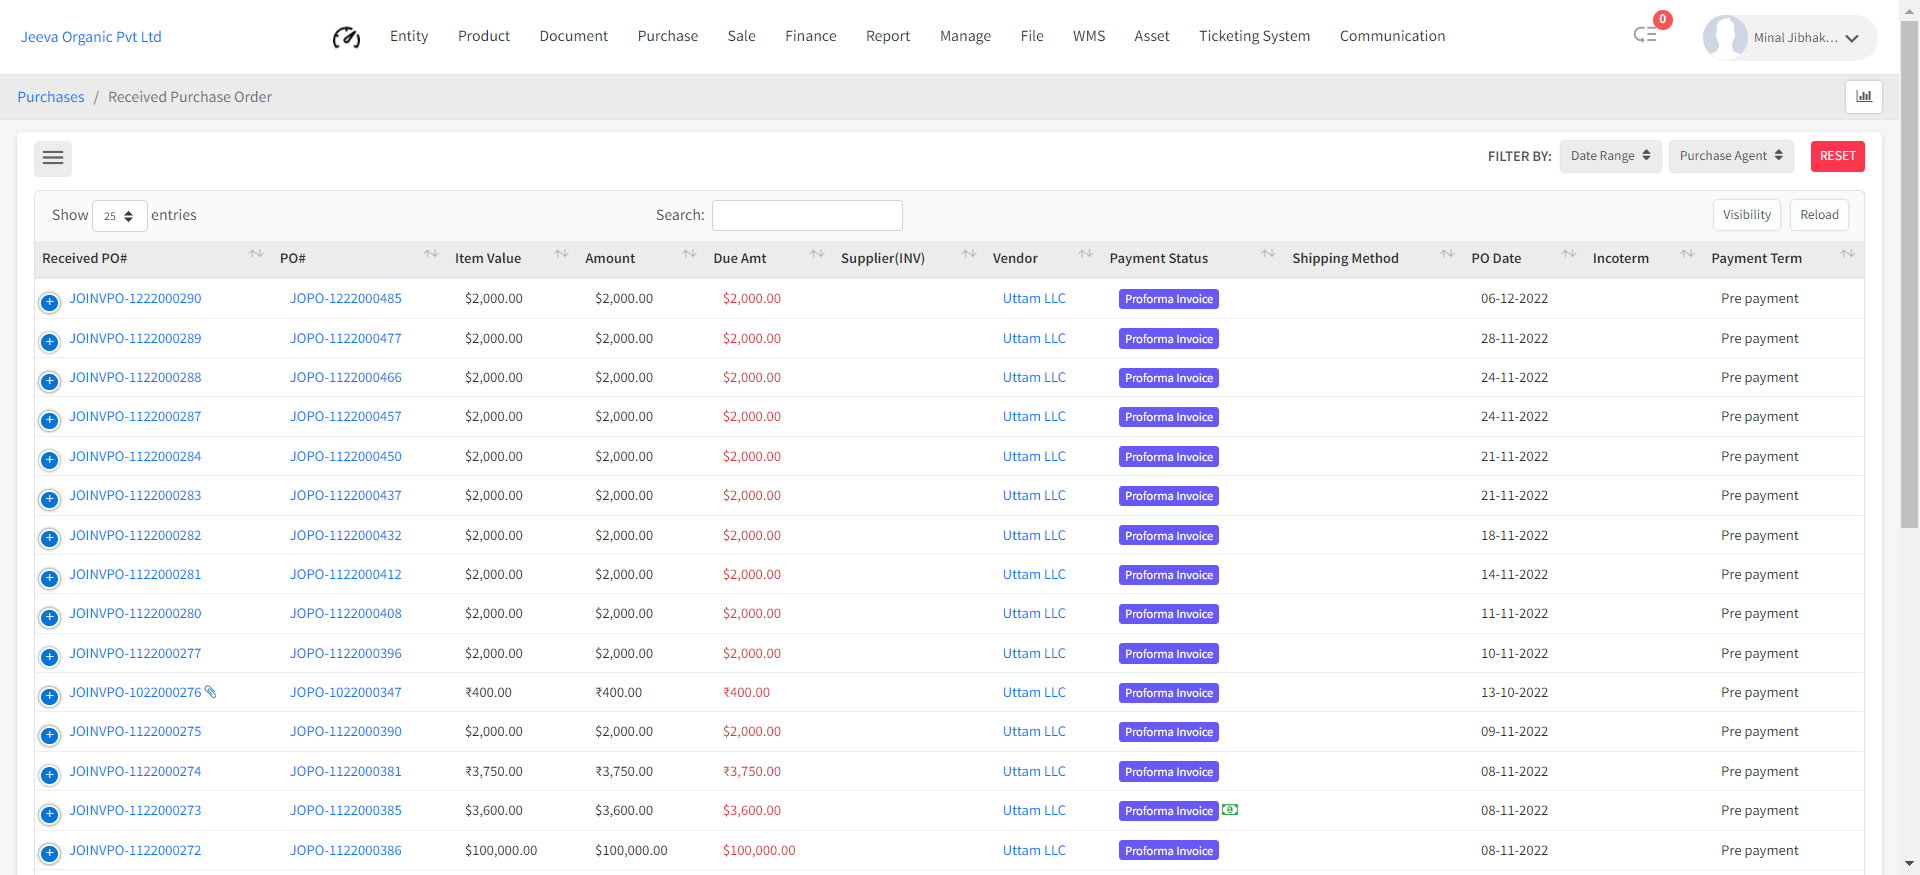 Jeeva Organic Pvt Ltd Entity Product Document Purchase Sale Finance Report Manage File WMS Asset Ticketing System Communication 0 Minal Jibhak...
Purchases / Received Purchase Order
FILTER BY: Date Range Purchase Agent RESET
Show 25 entries Search: Visibility Reload
Received PO# PO# Item Value Amount Due Amt Supplier(INV) Vendor Payment Status Shipping Method PO Date Incoterm Payment Term
JOINVPO-1222000290 JOPO-1222000485 $2,000.00 $2,000.00 $2,000.00 Uttam LLC Proforma Invoice 06-12-2022 Pre payment
JOINVPO-1122000289 JOPO-1122000477 $2,000.00 $2,000.00 $2,000.00 Uttam LLC Proforma Invoice 28-11-2022 Pre payment
JOINVPO-1122000288 JOPO-1122000466 $2,000.00 $2,000.00 $2,000.00 Uttam LLC Proforma Invoice 24-11-2022 Pre payment
JOINVPO-1122000287 JOPO-1122000457 $2,000.00 $2,000.00 $2,000.00 Uttam LLC Proforma Invoice 24-11-2022 Pre payment
JOINVPO-1122000284 JOPO-1122000450 $2,000.00 $2,000.00 $2,000.00 Uttam LLC Proforma Invoice 21-11-2022 Pre payment
JOINVPO-1122000283 JOPO-1122000437 $2,000.00 $2,000.00 $2,000.00 Uttam LLC Proforma Invoice 21-11-2022 Pre payment
JOINVPO-1122000282 JOPO-1122000432 $2,000.00 $2,000.00 $2,000.00 Uttam LLC Proforma Invoice 18-11-2022 Pre payment
JOINVPO-1122000281 JOPO-1122000412 $2,000.00 $2,000.00 $2,000.00 Uttam LLC Proforma Invoice 14-11-2022 Pre payment
JOINVPO-1122000280 JOPO-1122000408 $2,000.00 $2,000.00 $2,000.00 Uttam LLC Proforma Invoice 11-11-2022 Pre payment
JOINVPO-1122000277 JOPO-1122000396 $2,000.00 $2,000.00 $2,000.00 Uttam LLC Proforma Invoice 10-11-2022 Pre payment
JOINVPO-1022000276 JOPO-1022000347 ₹400.00 ₹400.00 ₹400.00 Uttam LLC Proforma Invoice 13-10-2022 Pre payment
JOINVPO-1122000275 JOPO-1122000390 $2,000.00 $2,000.00 $2,000.00 Uttam LLC Proforma Invoice 09-11-2022 Pre payment
JOINVPO-1122000274 JOPO-1122000381 ₹3,750.00 ₹3,750.00 ₹3,750.00 Uttam LLC Proforma Invoice 08-11-2022 Pre payment
JOINVPO-1122000273 JOPO-1122000385 $3,600.00 $3,600.00 $3,600.00 Uttam LLC Proforma Invoice 08-11-2022 Pre payment
JOINVPO-1122000272 JOPO-1122000386 $100,000.00 $100,000.00 $100,000.00 Uttam LLC Proforma Invoice 08-11-2022 Pre payment